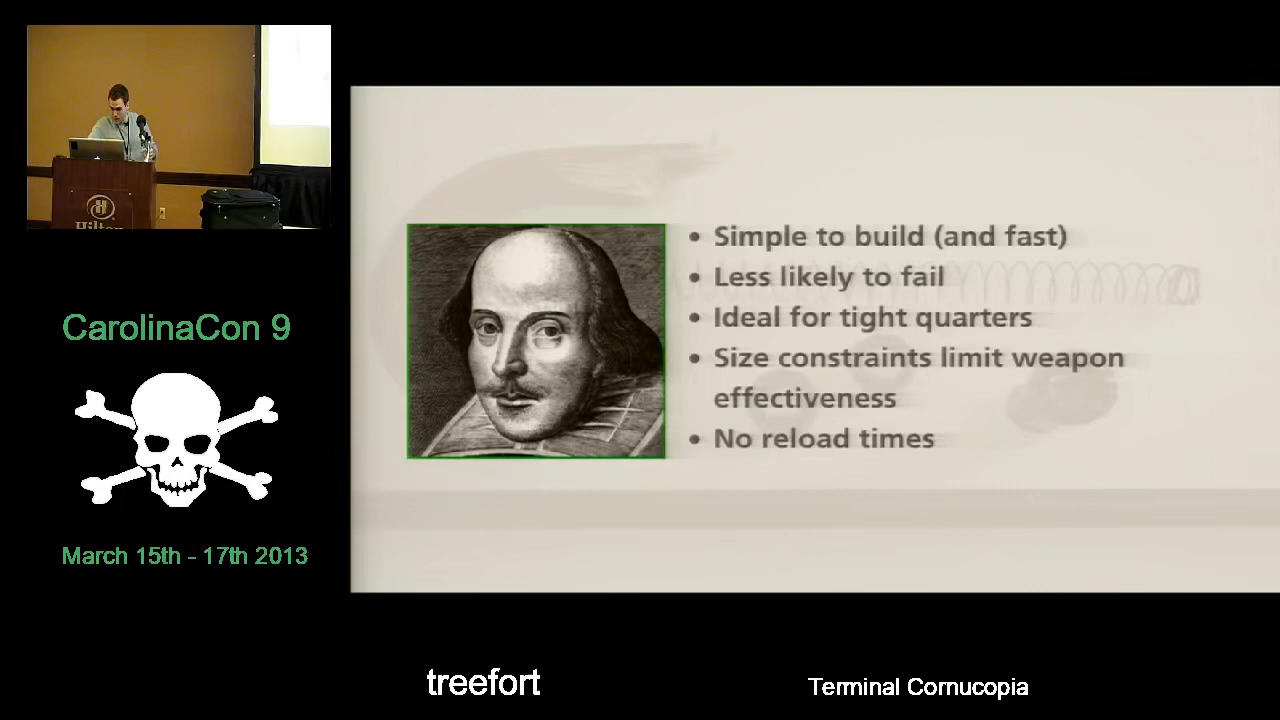 Hilton
CarolinaCon 9
March 15th - 17th 2013
• Simple to build (and fast)
• Less likely to fail
• Ideal for tight quarters
• Size constraints limit weapon
effectiveness
• No reload times
treefort
Terminal Cornucopia